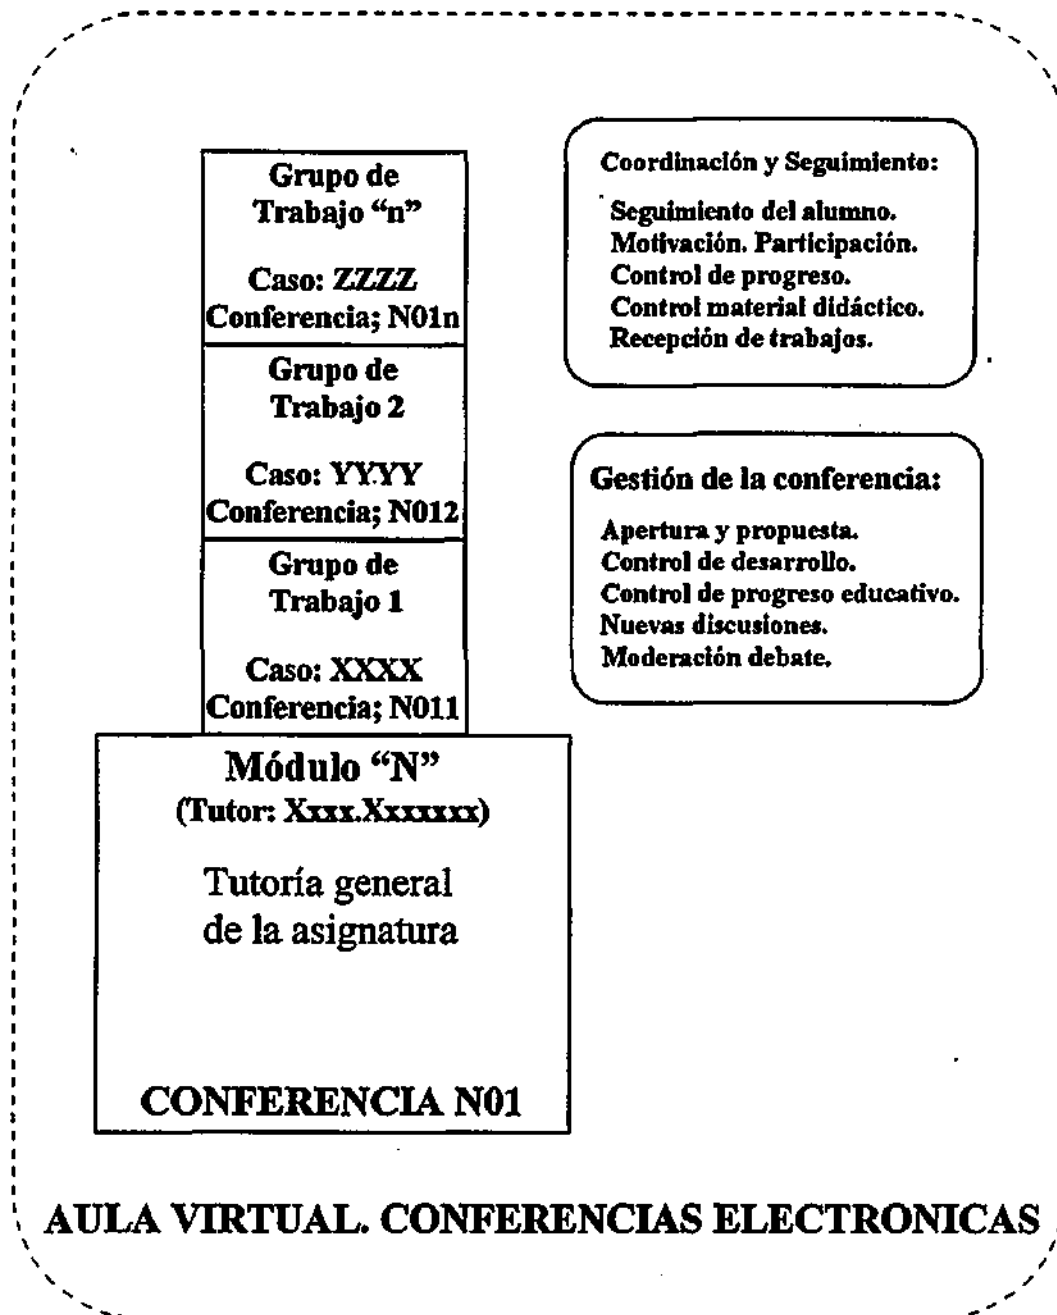 Grupo de
Trabajo “n”
Caso: ZZZZ
Conferencia; N01n
Grupo de
Trabajo 2
Caso: YYYY
Conferencia; N012
Grupo de
Trabajo 1
Caso: XXXX
Conferencia; N011
Módulo “N”
(Tutor: Xxxx.Xxxxxxx)
Tutoría general
de la asignatura
CONFERENCIA N01
Coordinación y Seguimiento:
Seguimiento del alumno.
Motivación. Participación.
Control de progreso.
Control material didáctico.
Recepción de trabajos.
Gestión de la conferencia:
Apertura y propuesta.
Control de desarrollo.
Control de progreso educativo.
Nuevas discusiones.
Moderación debate.
AULA VIRTUAL. CONFERENCIAS ELECTRONICAS